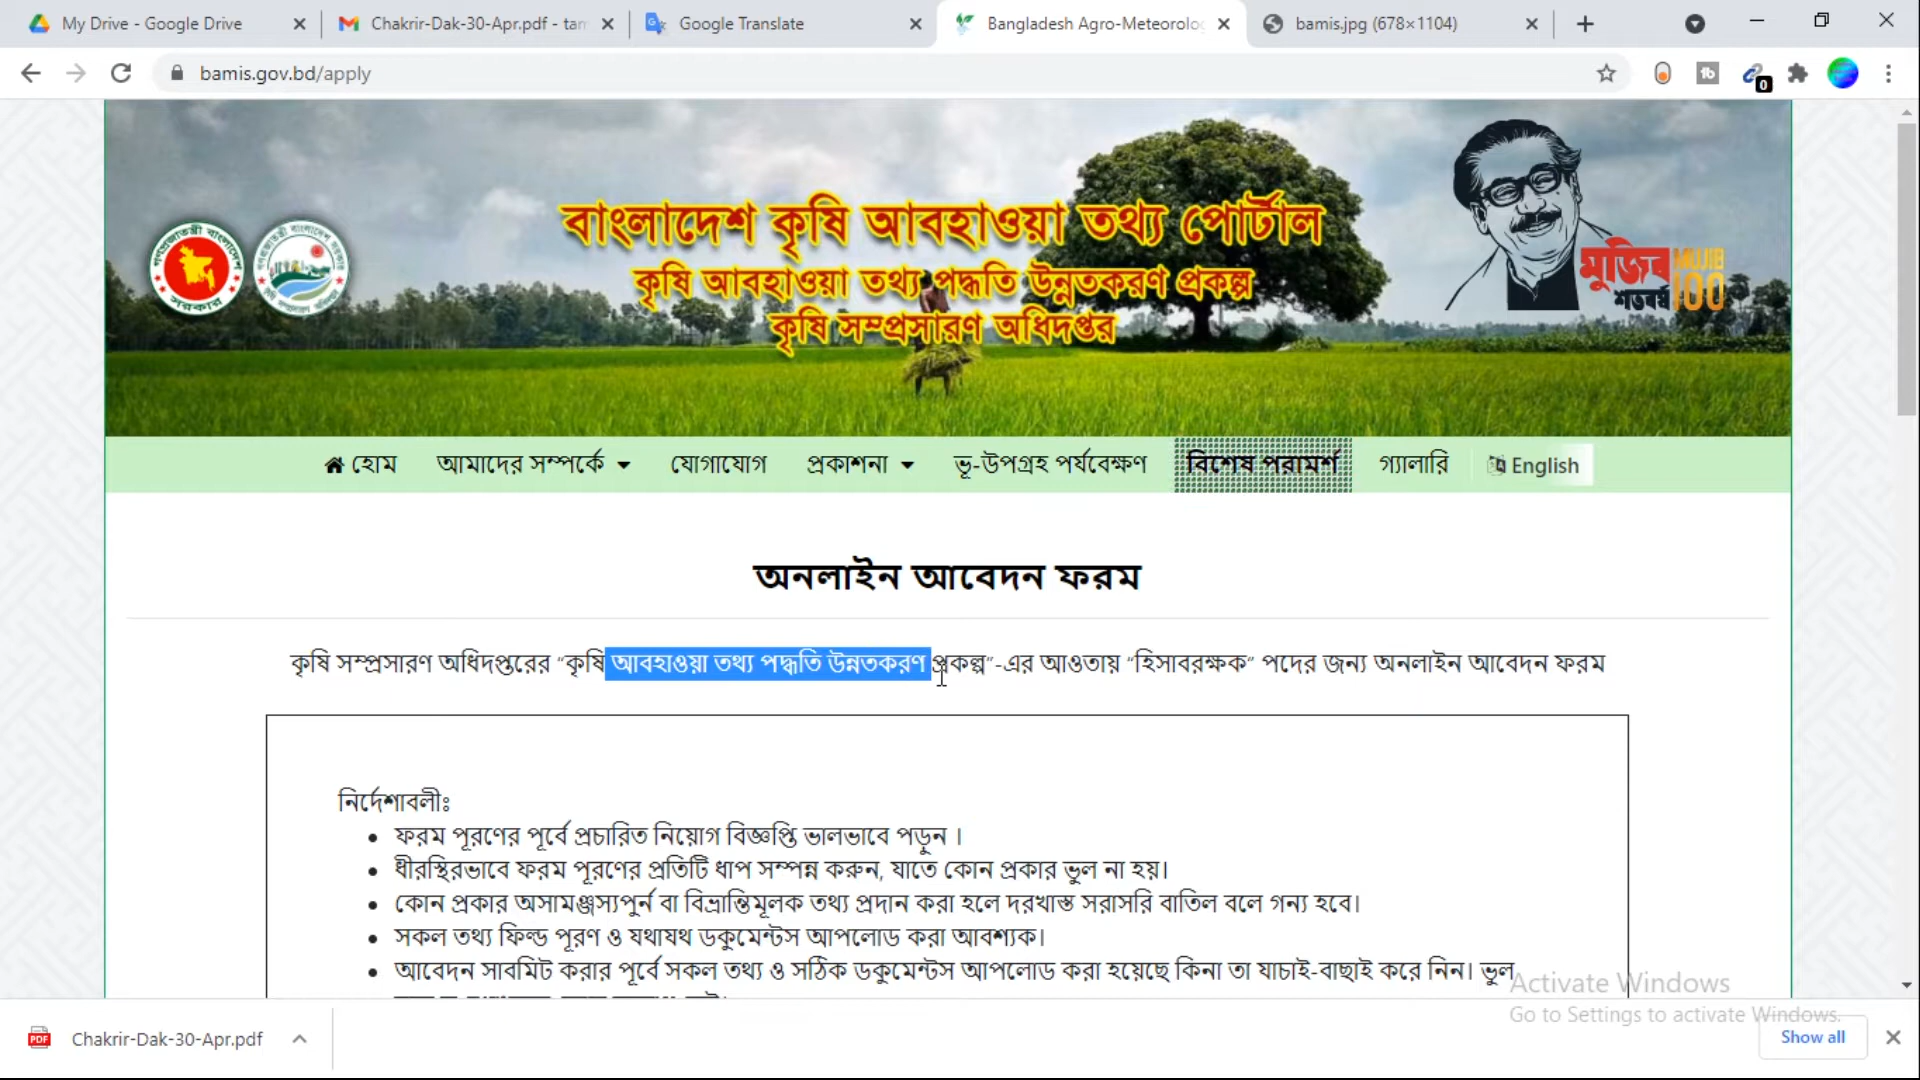 My Drive - Google Drive
Chakrir-Dak-30-Apr.pdf - tam
Google Translate
Bangladesh Agro-Meteorolog
bamis.jpg (678×1104)
bamis.gov.bd/apply
0
গণপ্রজাতন্ত্রী বাংলাদেশ
সরকার
বাংলাদেশ কৃষি আবহাওয়া তথ্য পোর্টাল
কৃষি আবহাওয়া তথ্য পদ্ধতি উন্নতকরণ প্রকল্প
কৃষি সম্প্রসারণ অধিদপ্তর
মুজিব MUJIB
শতবর্ষ 100
হোম আমাদের সম্পর্কে যোগাযোগ প্রকাশনা ভূ-উপগ্রহ পর্যবেক্ষণ বিশেষ পরামর্শ গ্যালারি English
অনলাইন আবেদন ফরম
কৃষি সম্প্রসারণ অধিদপ্তরের "কৃষি আবহাওয়া তথ্য পদ্ধতি উন্নতকরণ প্রকল্প"-এর আওতায় "হিসাবরক্ষক" পদের জন্য অনলাইন আবেদন ফরম
নির্দেশাবলীঃ
• ফরম পূরণের পূর্বে প্রচারিত নিয়োগ বিজ্ঞপ্তি ভালভাবে পড়ুন ।
• ধীরস্থিরভাবে ফরম পূরণের প্রতিটি ধাপ সম্পন্ন করুন, যাতে কোন প্রকার ভুল না হয়।
• কোন প্রকার অসামঞ্জস্যপুর্ন বা বিভ্রান্তিমূলক তথ্য প্রদান করা হলে দরখাস্ত সরাসরি বাতিল বলে গন্য হবে।
• সকল তথ্য ফিল্ড পূরণ ও যথাযথ ডকুমেন্টস আপলোড করা আবশ্যক।
• আবেদন সাবমিট করার পূর্বে সকল তথ্য ও সঠিক ডকুমেন্টস আপলোড করা হয়েছে কিনা তা যাচাই-বাছাই করে নিন। ভুল
Activate Windows
Go to Settings to activate Windows.
PDF Chakrir-Dak-30-Apr.pdf
Show all